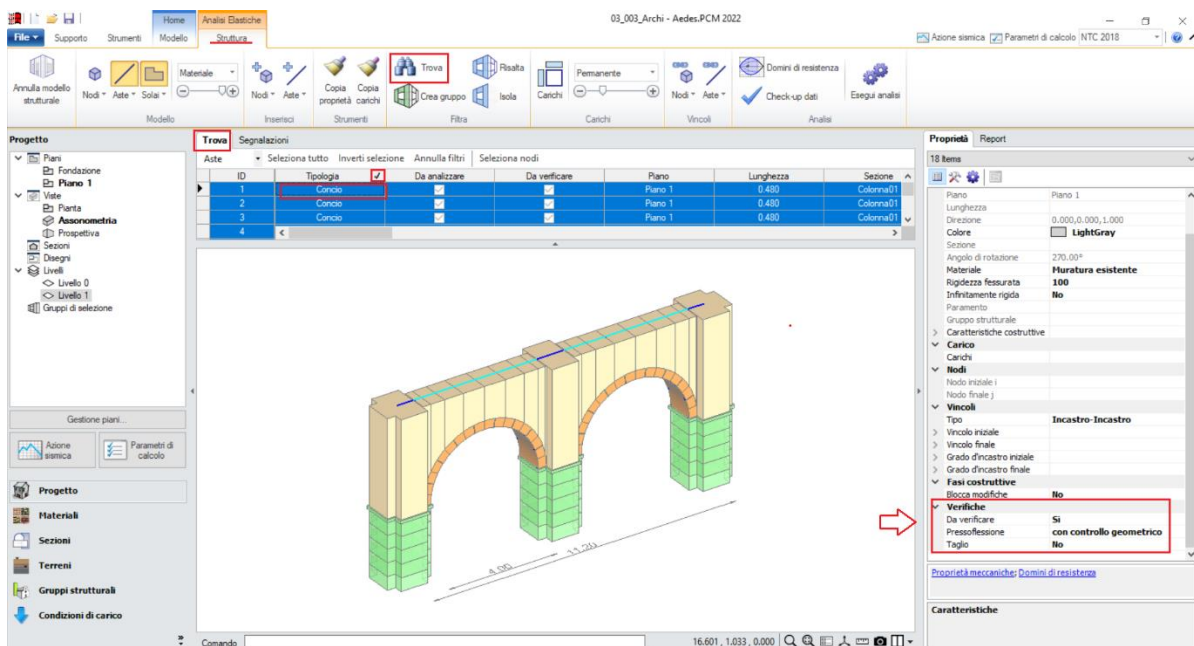 03_003_Archi - Aedes.PCM 2022
Home
Analisi Elastiche
File
Supporto
Strumenti
Modello
Struttura
Azione sismica
Parametri di calcolo
NTC 2018
Annulla modello
strutturale
Nodi
Aste
Solai
Materiale
Modello
Nodi
Aste
Inserisci
Copia
proprietà
Copia
carichi
Strumenti
Trova
Crea gruppo
Risalta
Isola
Filtra
Carichi
Permanente
Carichi
Nodi
Aste
Vincoli
Domini di resistenza
Check-up dati
Esegui analisi
Analisi
Progetto
Piani
Fondazione
Piano 1
Viste
Pianta
Assonometria
Prospettiva
Sezioni
Disegni
Livelli
Livello 0
Livello 1
Gruppi di selezione
Gestione piani...
Azione
sismica
Parametri di
calcolo
Progetto
Materiali
Sezioni
Terreni
Gruppi strutturali
Condizioni di carico
Trova
Segnalazioni
Aste
Seleziona tutto
Inverti selezione
Annulla filtri
Seleziona nodi
ID Tipologia Da analizzare Da verificare Piano Lunghezza Sezione
1 Concio Piano 1 0.480 Colonna01
2 Concio Piano 1 0.480 Colonna01
3 Concio Piano 1 0.480 Colonna01
4
4.00
11.20
Comando
16.601 , 1.033 , 0.000
Proprietà
Report
18 Items
Piano Piano 1
Lunghezza
Direzione 0.000,0.000,1.000
Colore LightGray
Sezione
Angolo di rotazione 270.00°
Materiale Muratura esistente
Rigidezza fessurata 100
Infinitamente rigida No
Paramento
Gruppo strutturale
Caratteristiche costruttive
Carico
Carichi
Nodi
Nodo iniziale i
Nodo finale j
Vincoli
Tipo Incastro-Incastro
Vincolo iniziale
Vincolo finale
Grado d'incastro iniziale
Grado d'incastro finale
Fasi costruttive
Blocca modifiche No
Verifiche
Da verificare Sì
Pressoflessione con controllo geometrico
Taglio No
Proprietà meccaniche; Domini di resistenza
Caratteristiche